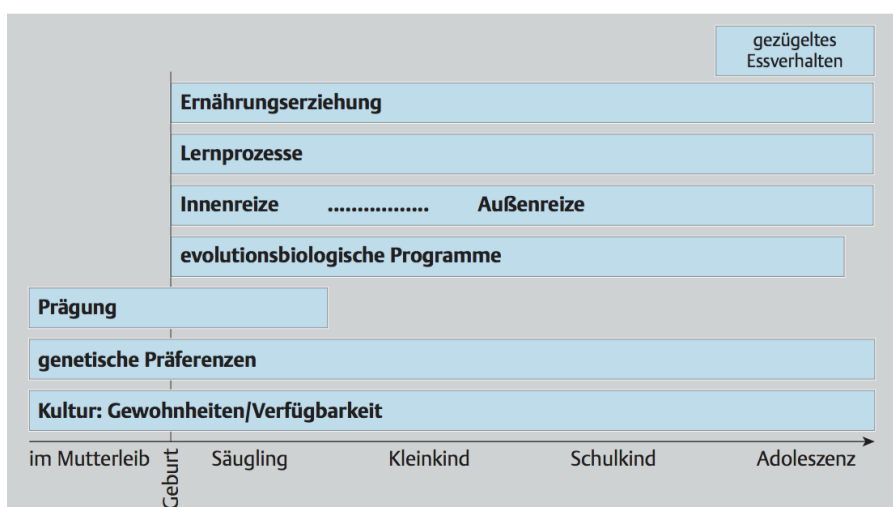 gezügeltes
Essverhalten
Ernährungserziehung
Lernprozesse
Innenreize ................. Außenreize
evolutionsbiologische Programme
Prägung
genetische Präferenzen
Kultur: Gewohnheiten/Verfügbarkeit
im Mutterleib Geburt Säugling Kleinkind Schulkind Adoleszenz